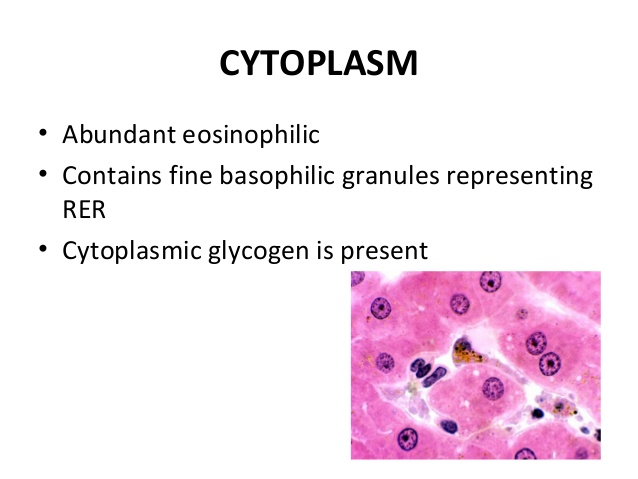 CYTOPLASM
• Abundant eosinophilic
• Contains fine basophilic granules representing
RER
• Cytoplasmic glycogen is present